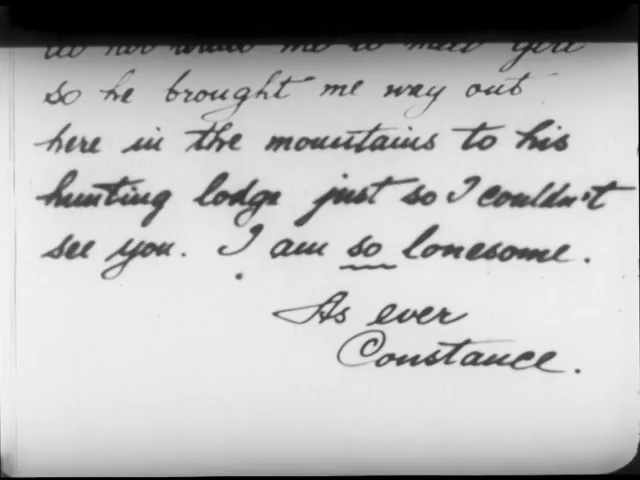 so he brought me way out
here in the mountains to his
hunting lodge just so I couldn't
see you. I am so lonesome.
As ever
Constance.